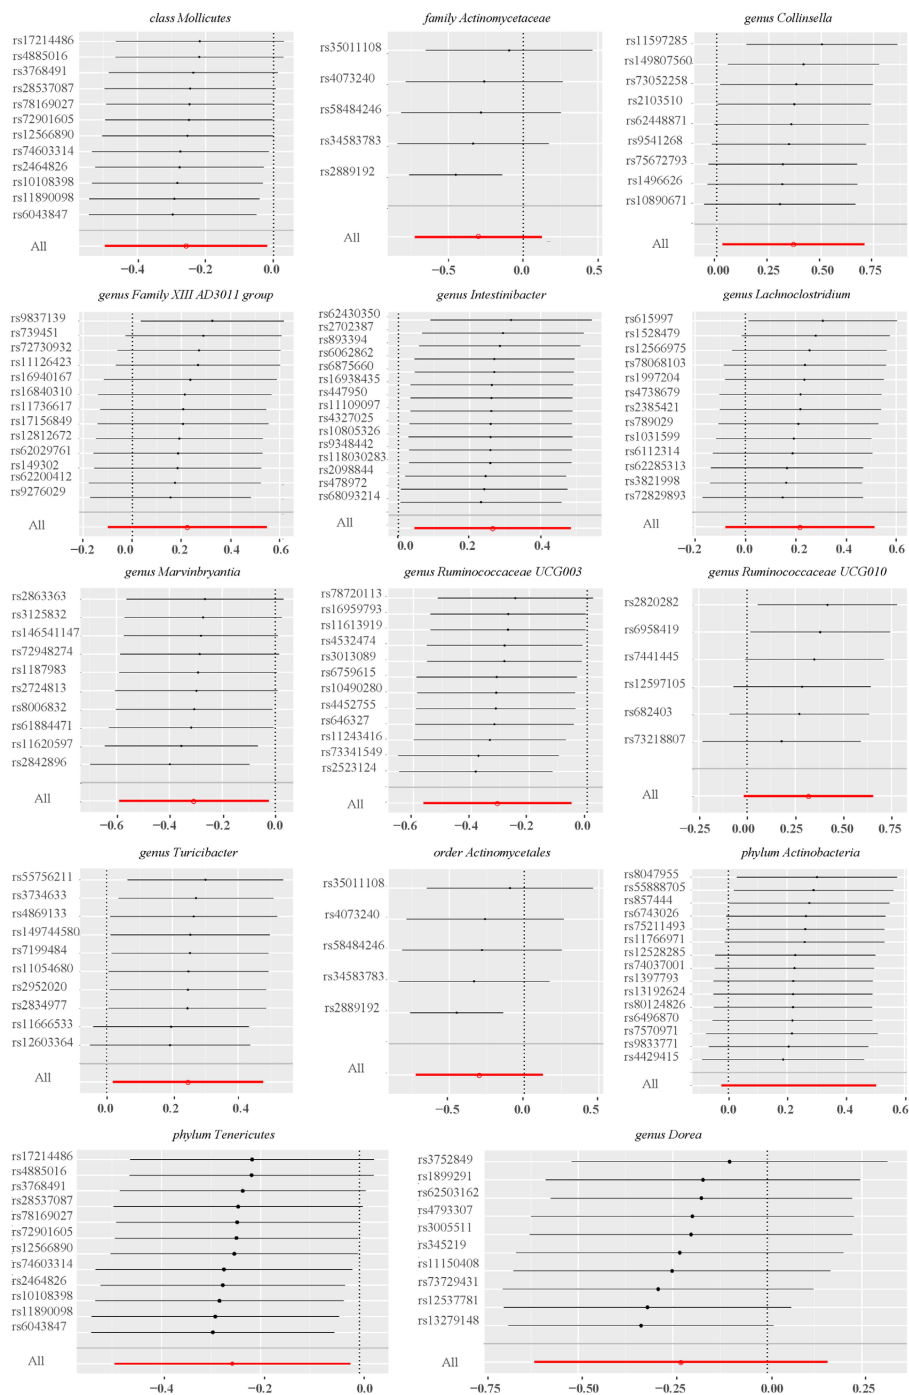 class Mollicutes
rs17214486
rs4885016
rs3768491
rs28537087
rs78169027
rs72901605
rs12566890
rs74603314
rs2464826
rs10108398
rs11890098
rs6043847
All
−0.4 −0.2 0.0
family Actinomycetaceae
rs35011108
rs4073240
rs58484246
rs34583783
rs2889192
All
−0.5 0.0 0.5
genus Collinsella
rs11597285
rs149807560
rs73052258
rs2103510
rs62448871
rs9541268
rs75672793
rs1496626
rs10890671
All
0.00 0.25 0.50 0.75
genus Family XIII AD3011 group
rs9837139
rs739451
rs72730932
rs11126423
rs16940167
rs16840310
rs11736617
rs17156849
rs12812672
rs62029761
rs149302
rs62200412
rs9276029
All
−0.2 0.0 0.2 0.4 0.6
genus Intestinibacter
rs62430350
rs2702387
rs893394
rs6062862
rs6875660
rs16938435
rs447950
rs11109097
rs4327025
rs10805326
rs9348442
rs118030283
rs2098844
rs478972
rs68093214
All
0.0 0.2 0.4
genus Lachnoclostridium
rs615997
rs1528479
rs12566975
rs78068103
rs1997204
rs4738679
rs2385421
rs789029
rs1031599
rs6112314
rs62285313
rs3821998
rs72829893
All
−0.2 0.0 0.2 0.4 0.6
genus Marvinbryantia
rs2863363
rs3125832
rs146541147
rs72948274
rs1187983
rs2724813
rs8006832
rs61884471
rs11620597
rs2842896
All
−0.6 −0.4 −0.2 0.0
genus Ruminococcaceae UCG003
rs78720113
rs16959793
rs11613919
rs4532474
rs3013089
rs6759615
rs10490280
rs4452755
rs646327
rs11243416
rs73341549
rs2523124
All
−0.6 −0.4 −0.2 0.0
genus Ruminococcaceae UCG010
rs2820282
rs6958419
rs7441445
rs12597105
rs682403
rs73218807
All
−0.25 0.00 0.25 0.50 0.75
genus Turicibacter
rs55756211
rs3734633
rs4869133
rs149744580
rs7199484
rs11054680
rs2952020
rs2834977
rs11666533
rs12603364
All
0.0 0.2 0.4
order Actinomycetales
rs35011108
rs4073240
rs58484246
rs34583783
rs2889192
All
−0.5 0.0 0.5
phylum Actinobacteria
rs8047955
rs55888705
rs857444
rs6743026
rs75211493
rs11766971
rs12528285
rs74037001
rs1397793
rs13192624
rs80124826
rs6496870
rs7570971
rs9833771
rs4429415
All
0.0 0.2 0.4 0.6
phylum Tenericutes
rs17214486
rs4885016
rs3768491
rs28537087
rs78169027
rs72901605
rs12566890
rs74603314
rs2464826
rs10108398
rs11890098
rs6043847
All
−0.4 −0.2 0.0
genus Dorea
rs3752849
rs1899291
rs62503162
rs4793307
rs3005511
rs345219
rs11150408
rs73729431
rs12537781
rs13279148
All
−0.75 −0.50 −0.25 0.00 0.25